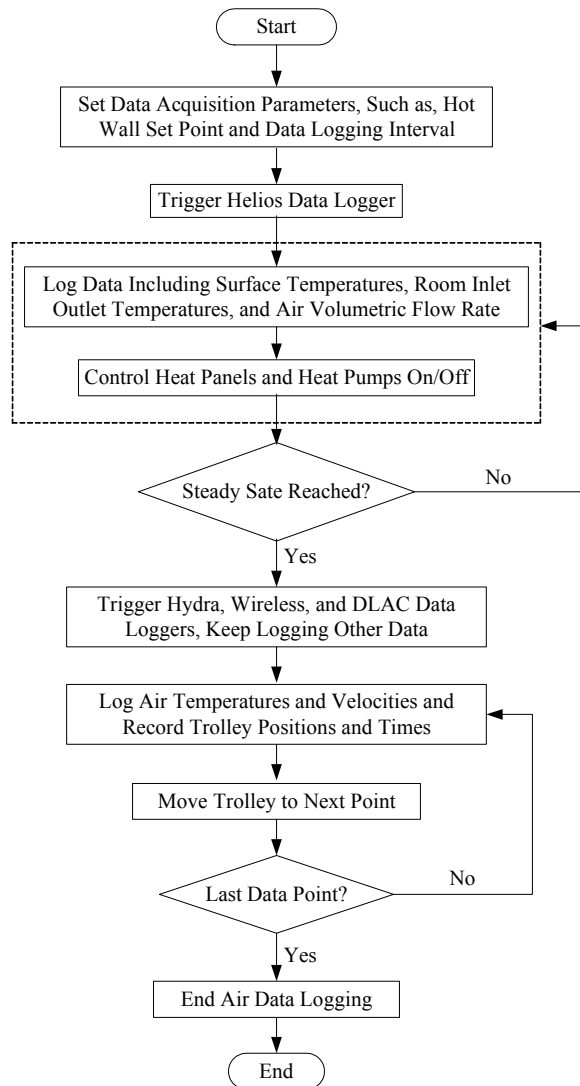 Start
Set Data Acquisition Parameters, Such as, Hot
Wall Set Point and Data Logging Interval
Trigger Helios Data Logger
Log Data Including Surface Temperatures, Room Inlet
Outlet Temperatures, and Air Volumetric Flow Rate
Control Heat Panels and Heat Pumps On/Off
Steady Sate Reached?
No
Yes
Trigger Hydra, Wireless, and DLAC Data
Loggers, Keep Logging Other Data
Log Air Temperatures and Velocities and
Record Trolley Positions and Times
Move Trolley to Next Point
Last Data Point?
No
Yes
End Air Data Logging
End